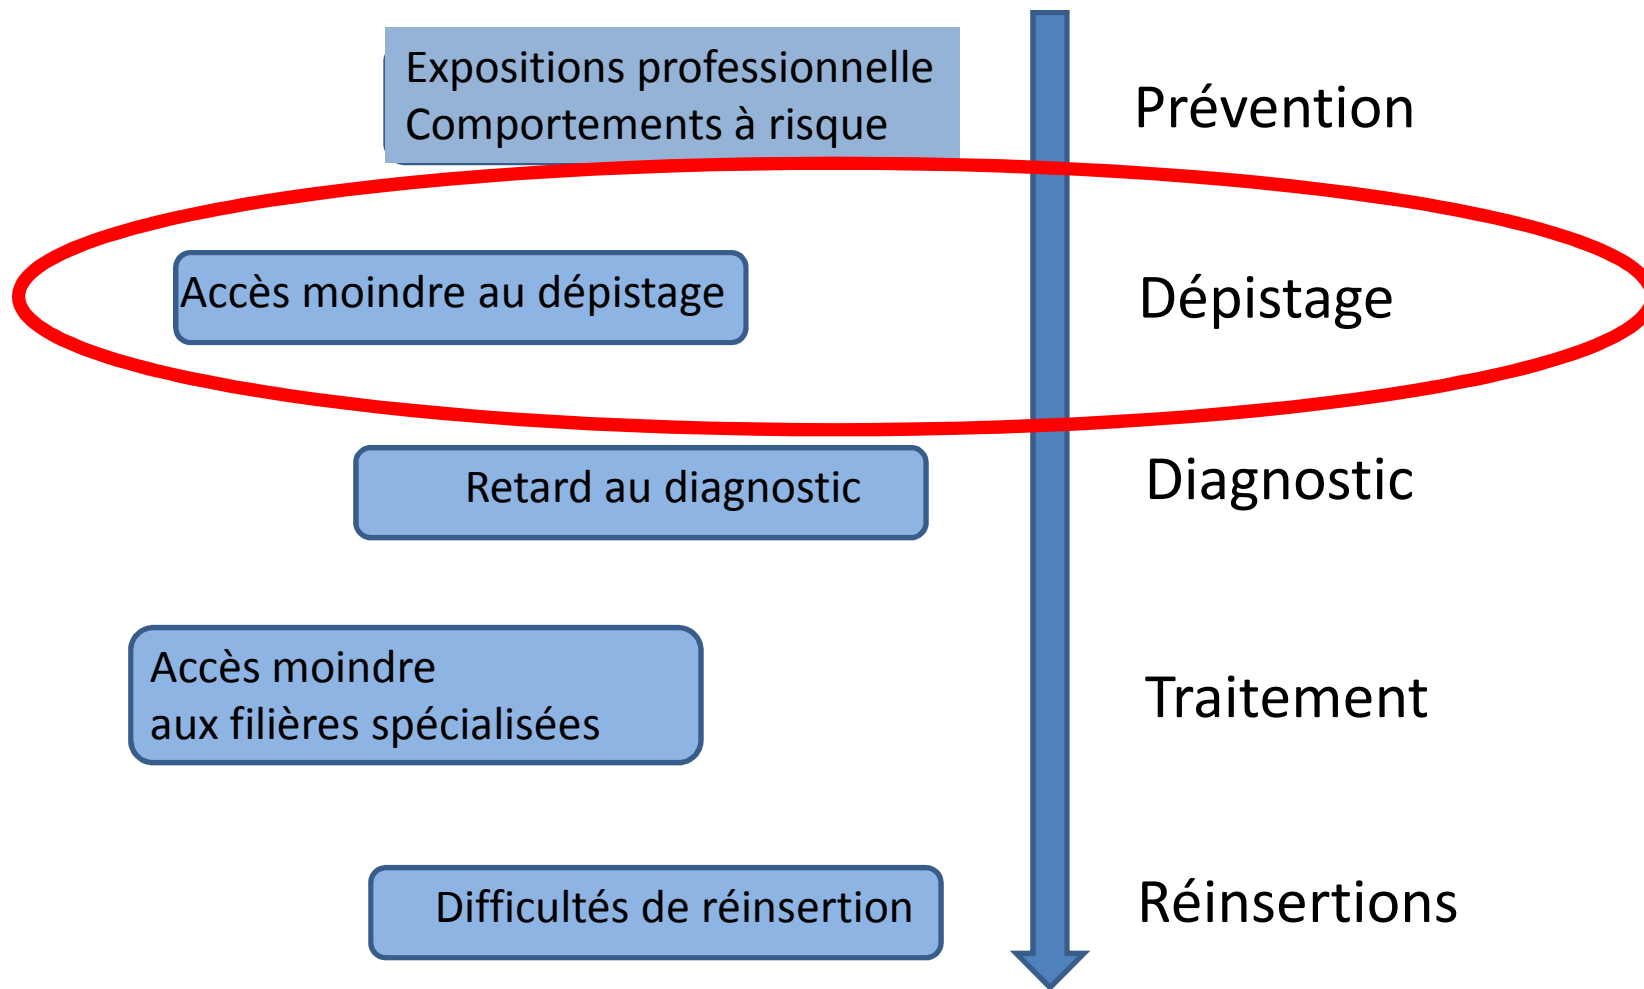 Expositions professionnelle
Comportements à risque
Prévention
Accès moindre au dépistage
Dépistage
Retard au diagnostic
Diagnostic
Accès moindre
aux filières spécialisées
Traitement
Difficultés de réinsertion
Réinsertions